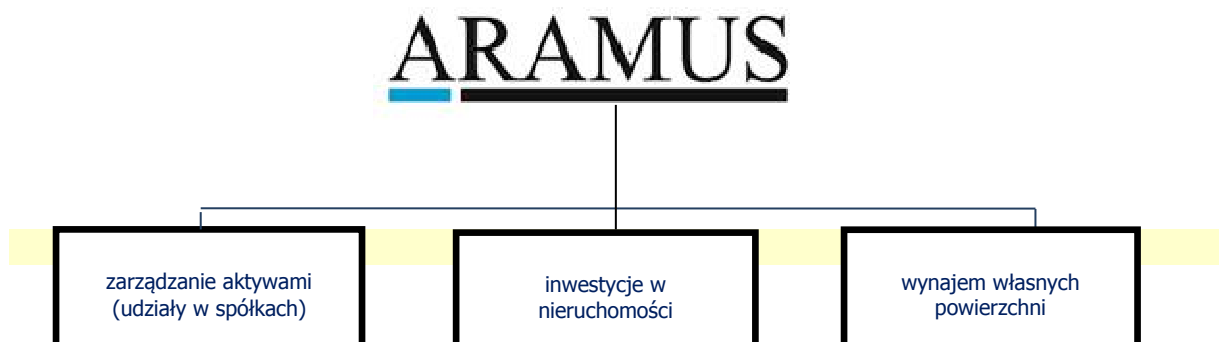 ARAMUS
zarządzanie aktywami
(udziały w spółkach)
inwestycje w
nieruchomości
wynajem własnych
powierzchni